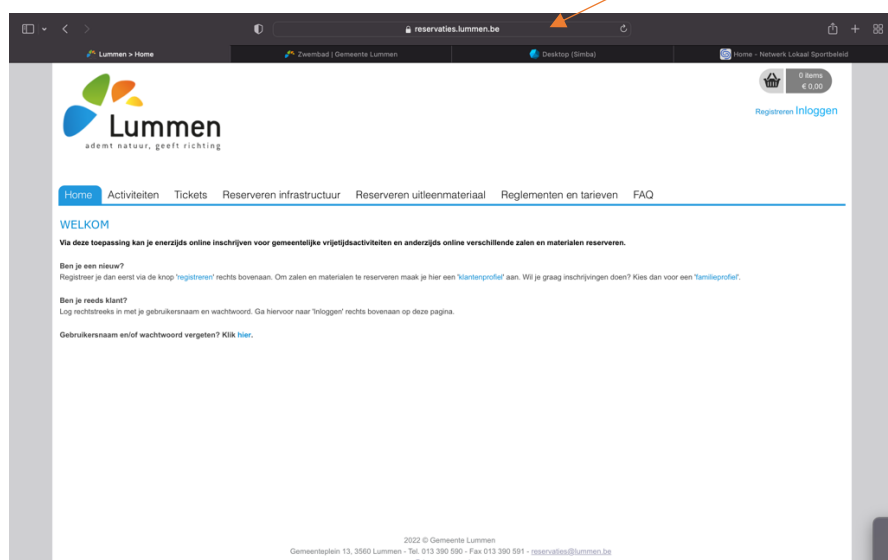 reservaties.lummen.be
Lummen > Home
Zwembad | Gemeente Lummen
Desktop (Simba)
Home - Netwerk Lokaal Sportbeleid
0 items
€ 0,00
Registreren Inloggen
Lummen
ademt natuur, geeft richting
Home Activiteiten Tickets Reserveren infrastructuur Reserveren uitleenmateriaal Reglementen en tarieven FAQ
WELKOM
Via deze toepassing kan je enerzijds online inschrijven voor gemeentelijke vrijetijdsactiviteiten en anderzijds online verschillende zalen en materialen reserveren.
Ben je een nieuw?
Registreer je dan eerst via de knop 'registreren' rechts bovenaan. Om zalen en materialen te reserveren maak je hier een 'klantenprofiel' aan. Wil je graag inschrijvingen doen? Kies dan voor een 'familieprofiel'.
Ben je reeds klant?
Log rechtstreeks in met je gebruikersnaam en wachtwoord. Ga hiervoor naar 'Inloggen' rechts bovenaan op deze pagina.
Gebruikersnaam en/of wachtwoord vergeten? Klik hier.
2022 © Gemeente Lummen
Gemeenteplein 13, 3560 Lummen - Tel. 013 390 590 - Fax 013 390 591 - reservaties@lummen.be